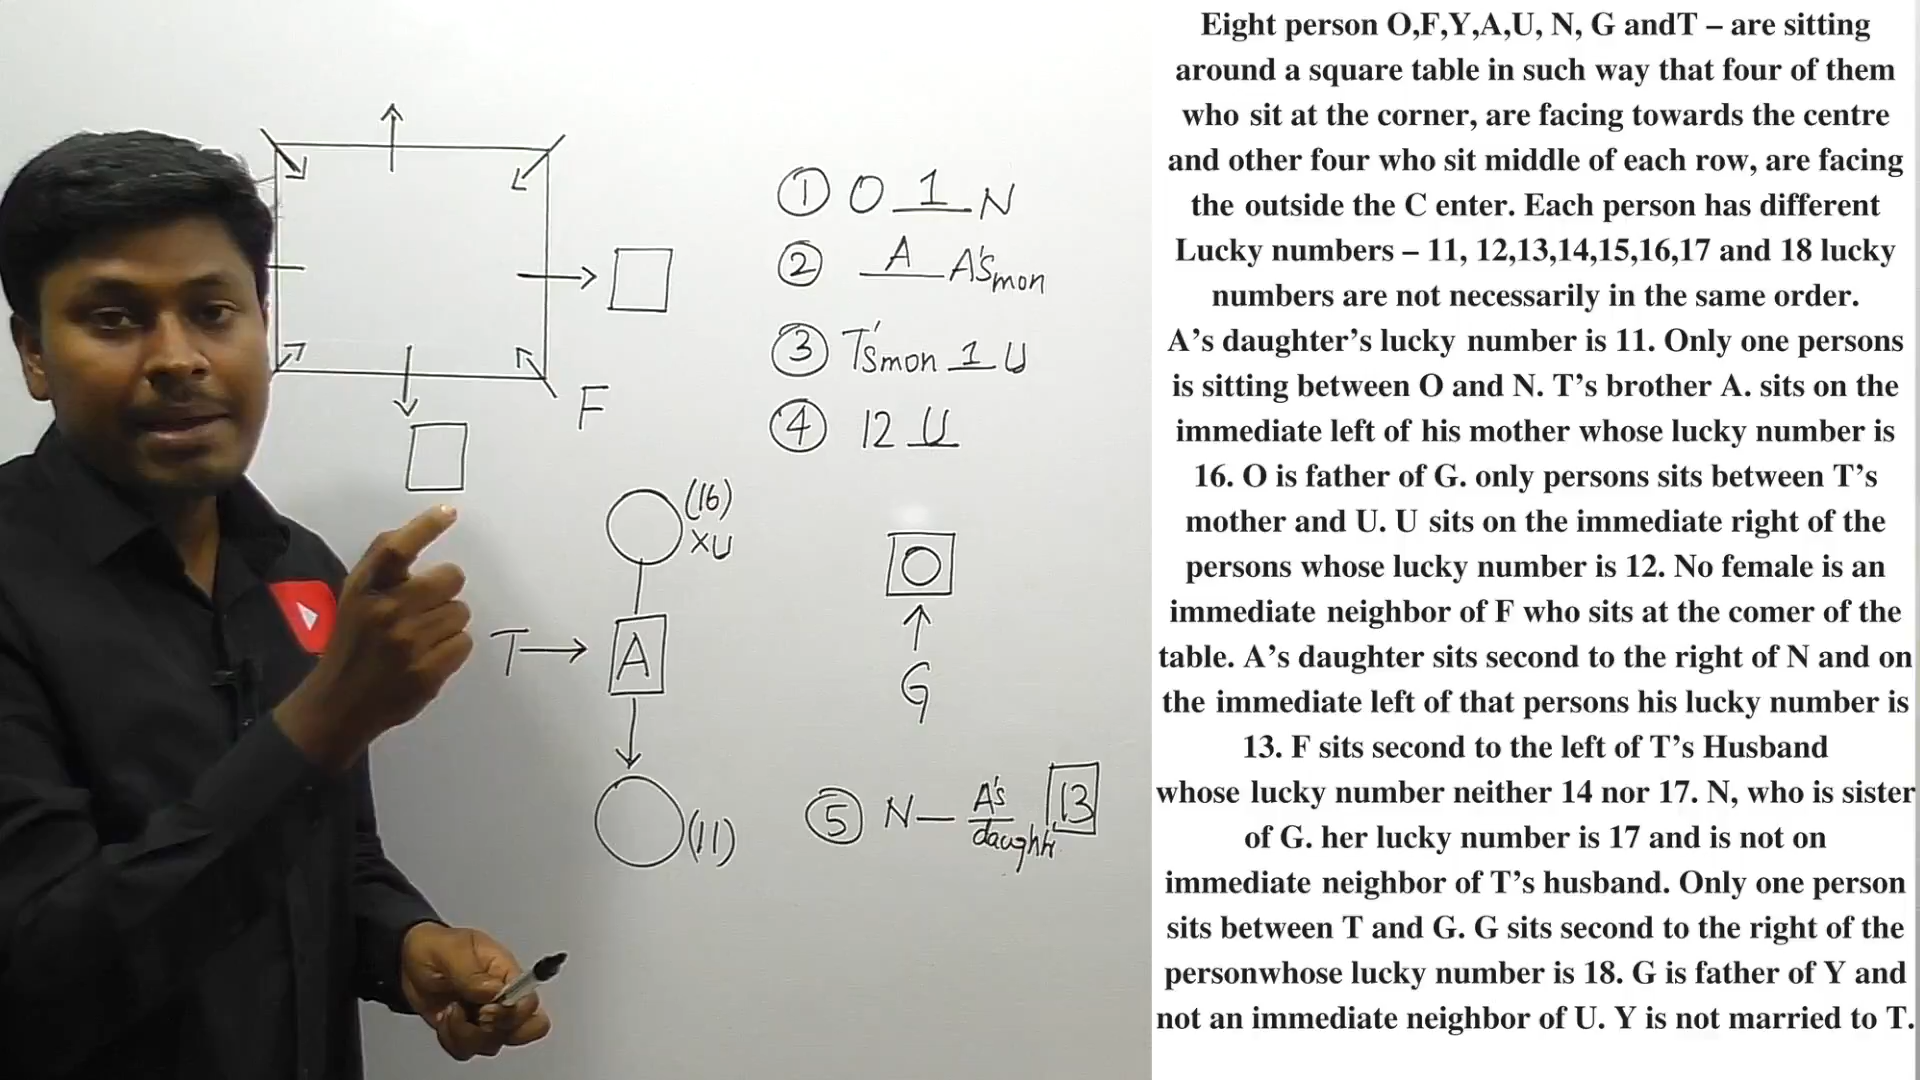 Eight person O,F,Y,A,U, N, G andT – are sitting
around a square table in such way that four of them
who sit at the corner, are facing towards the centre
and other four who sit middle of each row, are facing
the outside the C enter. Each person has different
Lucky numbers – 11, 12,13,14,15,16,17 and 18 lucky
numbers are not necessarily in the same order.
A’s daughter’s lucky number is 11. Only one persons
is sitting between O and N. T’s brother A. sits on the
immediate left of his mother whose lucky number is
16. O is father of G. only persons sits between T’s
mother and U. U sits on the immediate right of the
persons whose lucky number is 12. No female is an
immediate neighbor of F who sits at the comer of the
table. A’s daughter sits second to the right of N and on
the immediate left of that persons his lucky number is
13. F sits second to the left of T’s Husband
whose lucky number neither 14 nor 17. N, who is sister
of G. her lucky number is 17 and is not on
immediate neighbor of T’s husband. Only one person
sits between T and G. G sits second to the right of the
personwhose lucky number is 18. G is father of Y and
not an immediate neighbor of U. Y is not married to T.
F
① O 1 N
② A A's mon
③ T's mon 1 U
④ 12 U
(16)
XU
T A
(11)
O
G
⑤ N A's daughtr 13